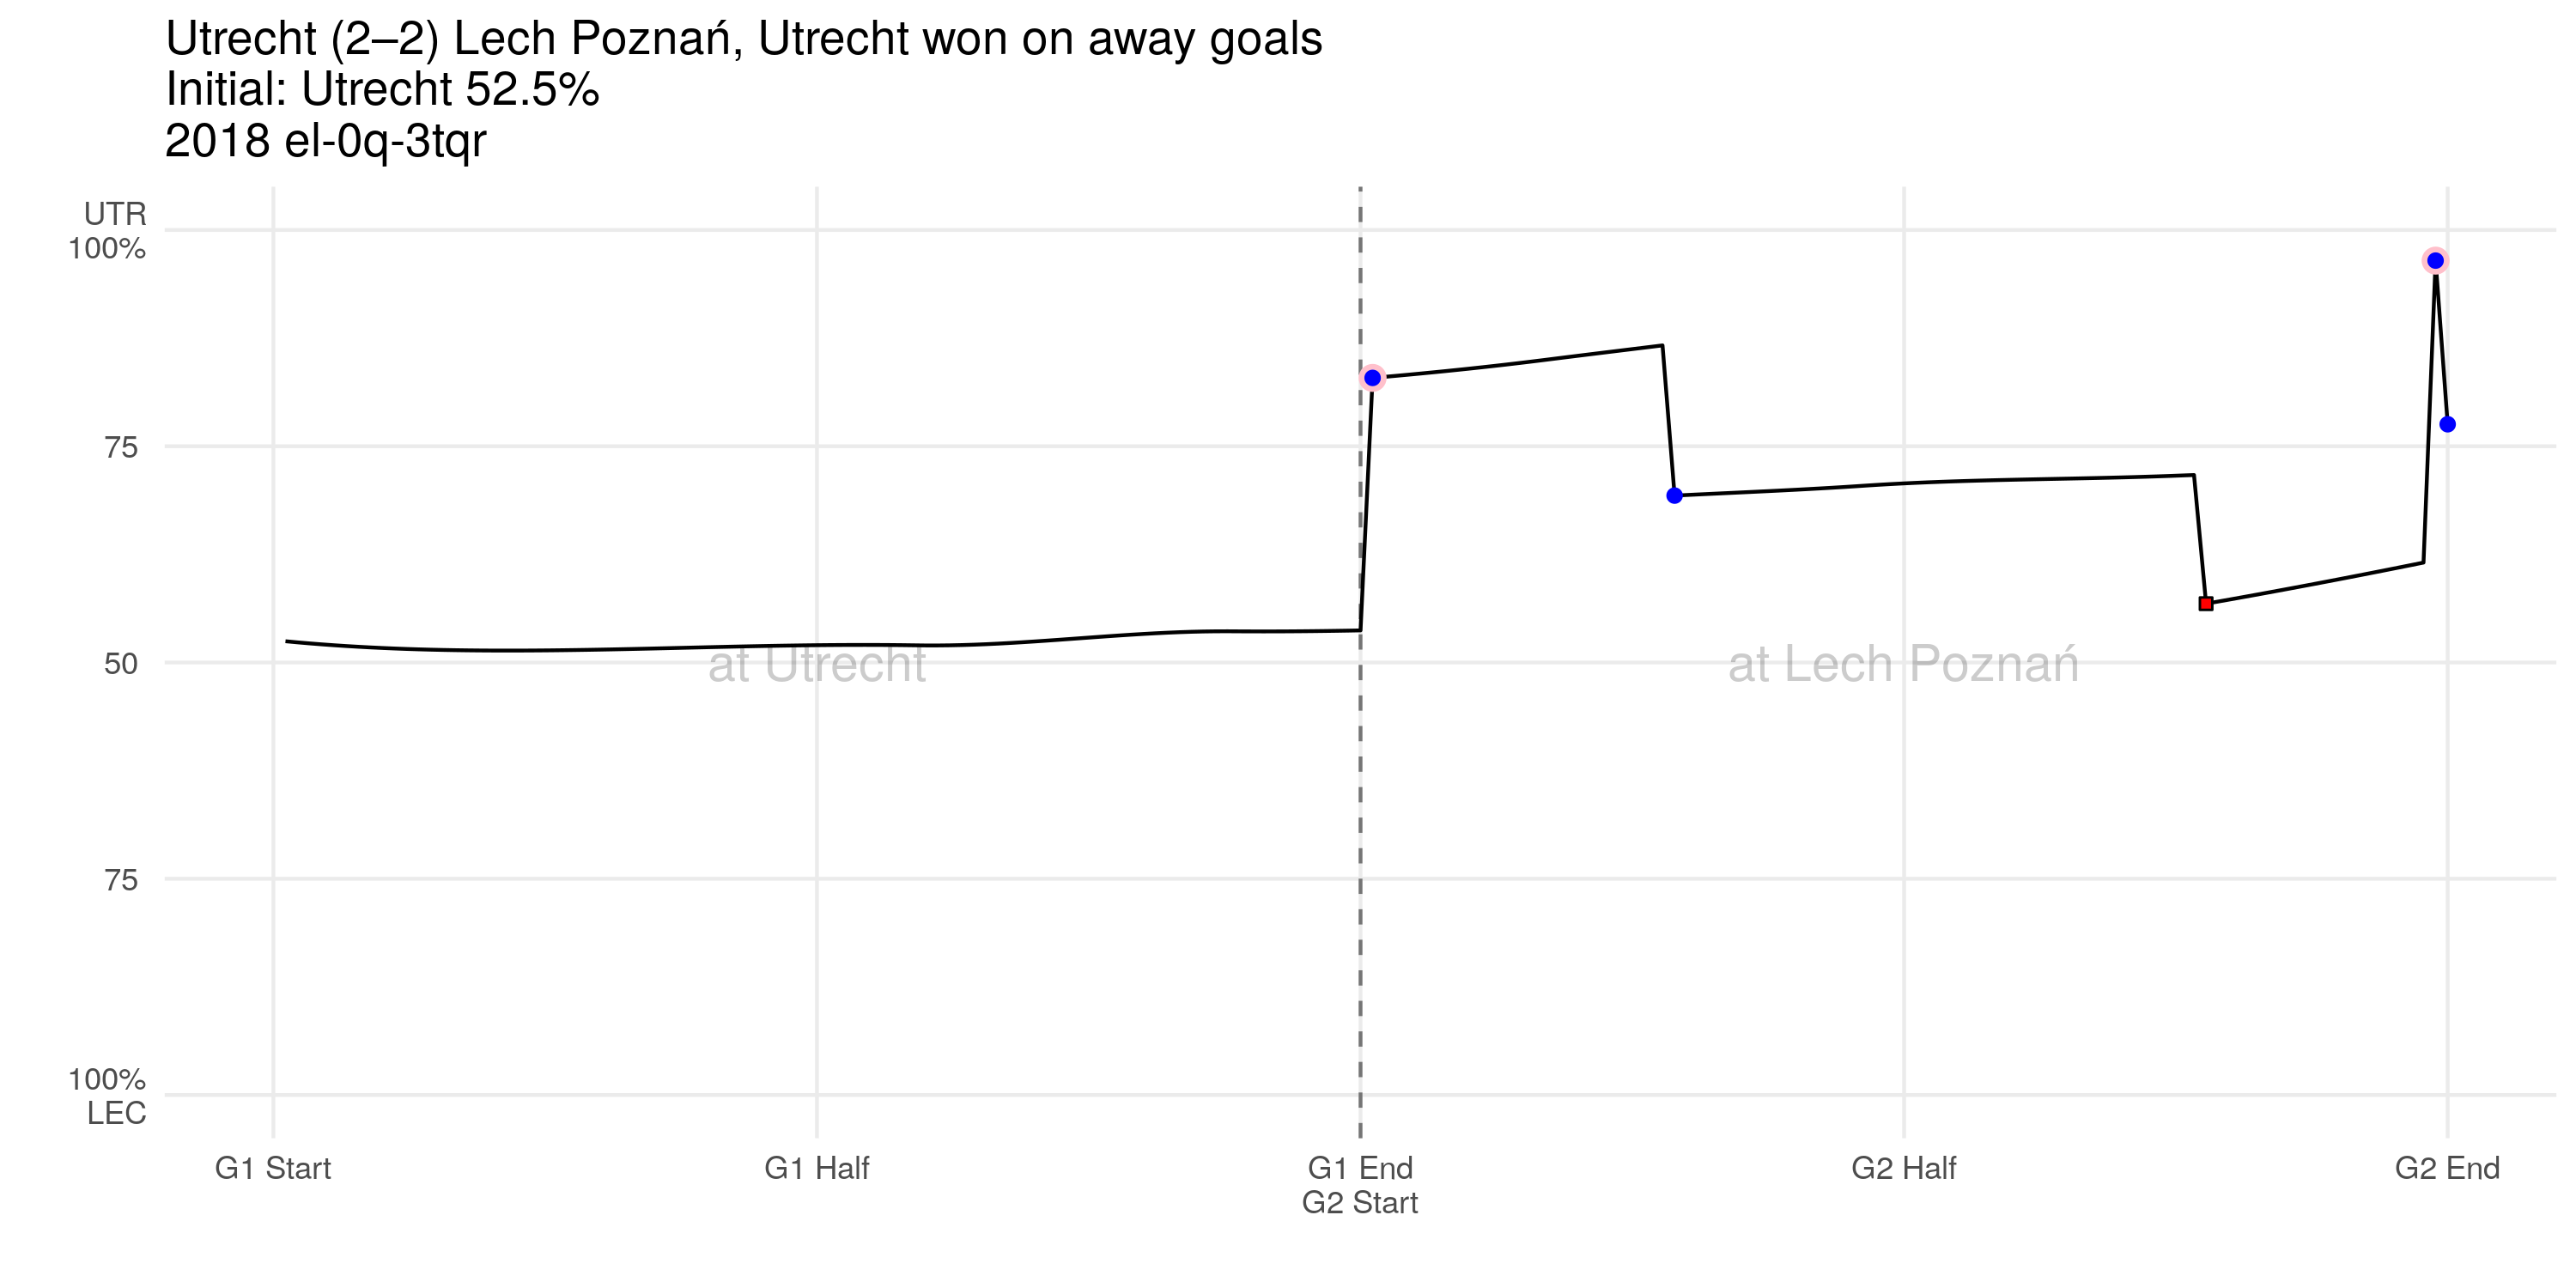 Utrecht (2–2) Lech Poznań, Utrecht won on away goals
Initial: Utrecht 52.5%
2018 el-0q-3tqr
UTR
100%
75
50
75
100%
LEC
at Utrecht
at Lech Poznań
G1 Start
G1 Half
G1 End
G2 Start
G2 Half
G2 End